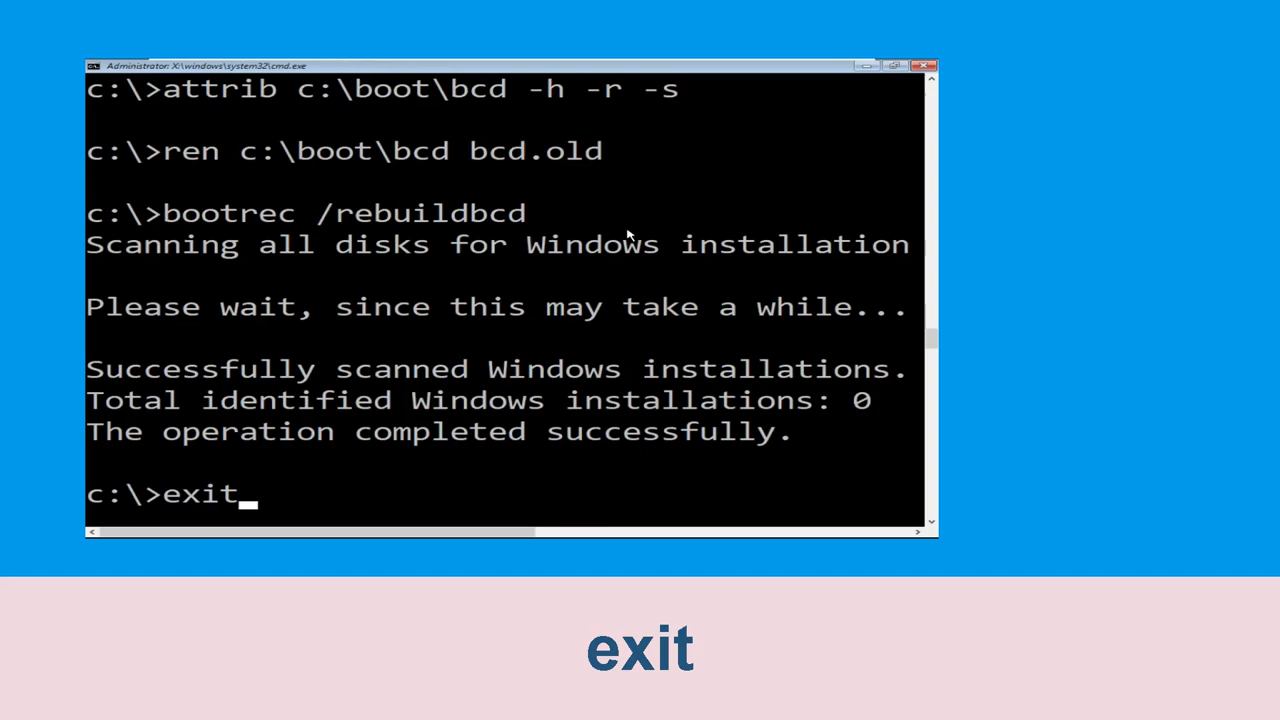 Administrator: X:\windows\system32\cmd.exe
c:\>attrib c:\boot\bcd -h -r -s
c:\>ren c:\boot\bcd bcd.old
c:\>bootrec /rebuildbcd
Scanning all disks for Windows installation
Please wait, since this may take a while...
Successfully scanned Windows installations.
Total identified Windows installations: 0
The operation completed successfully.
c:\>exit_
exit